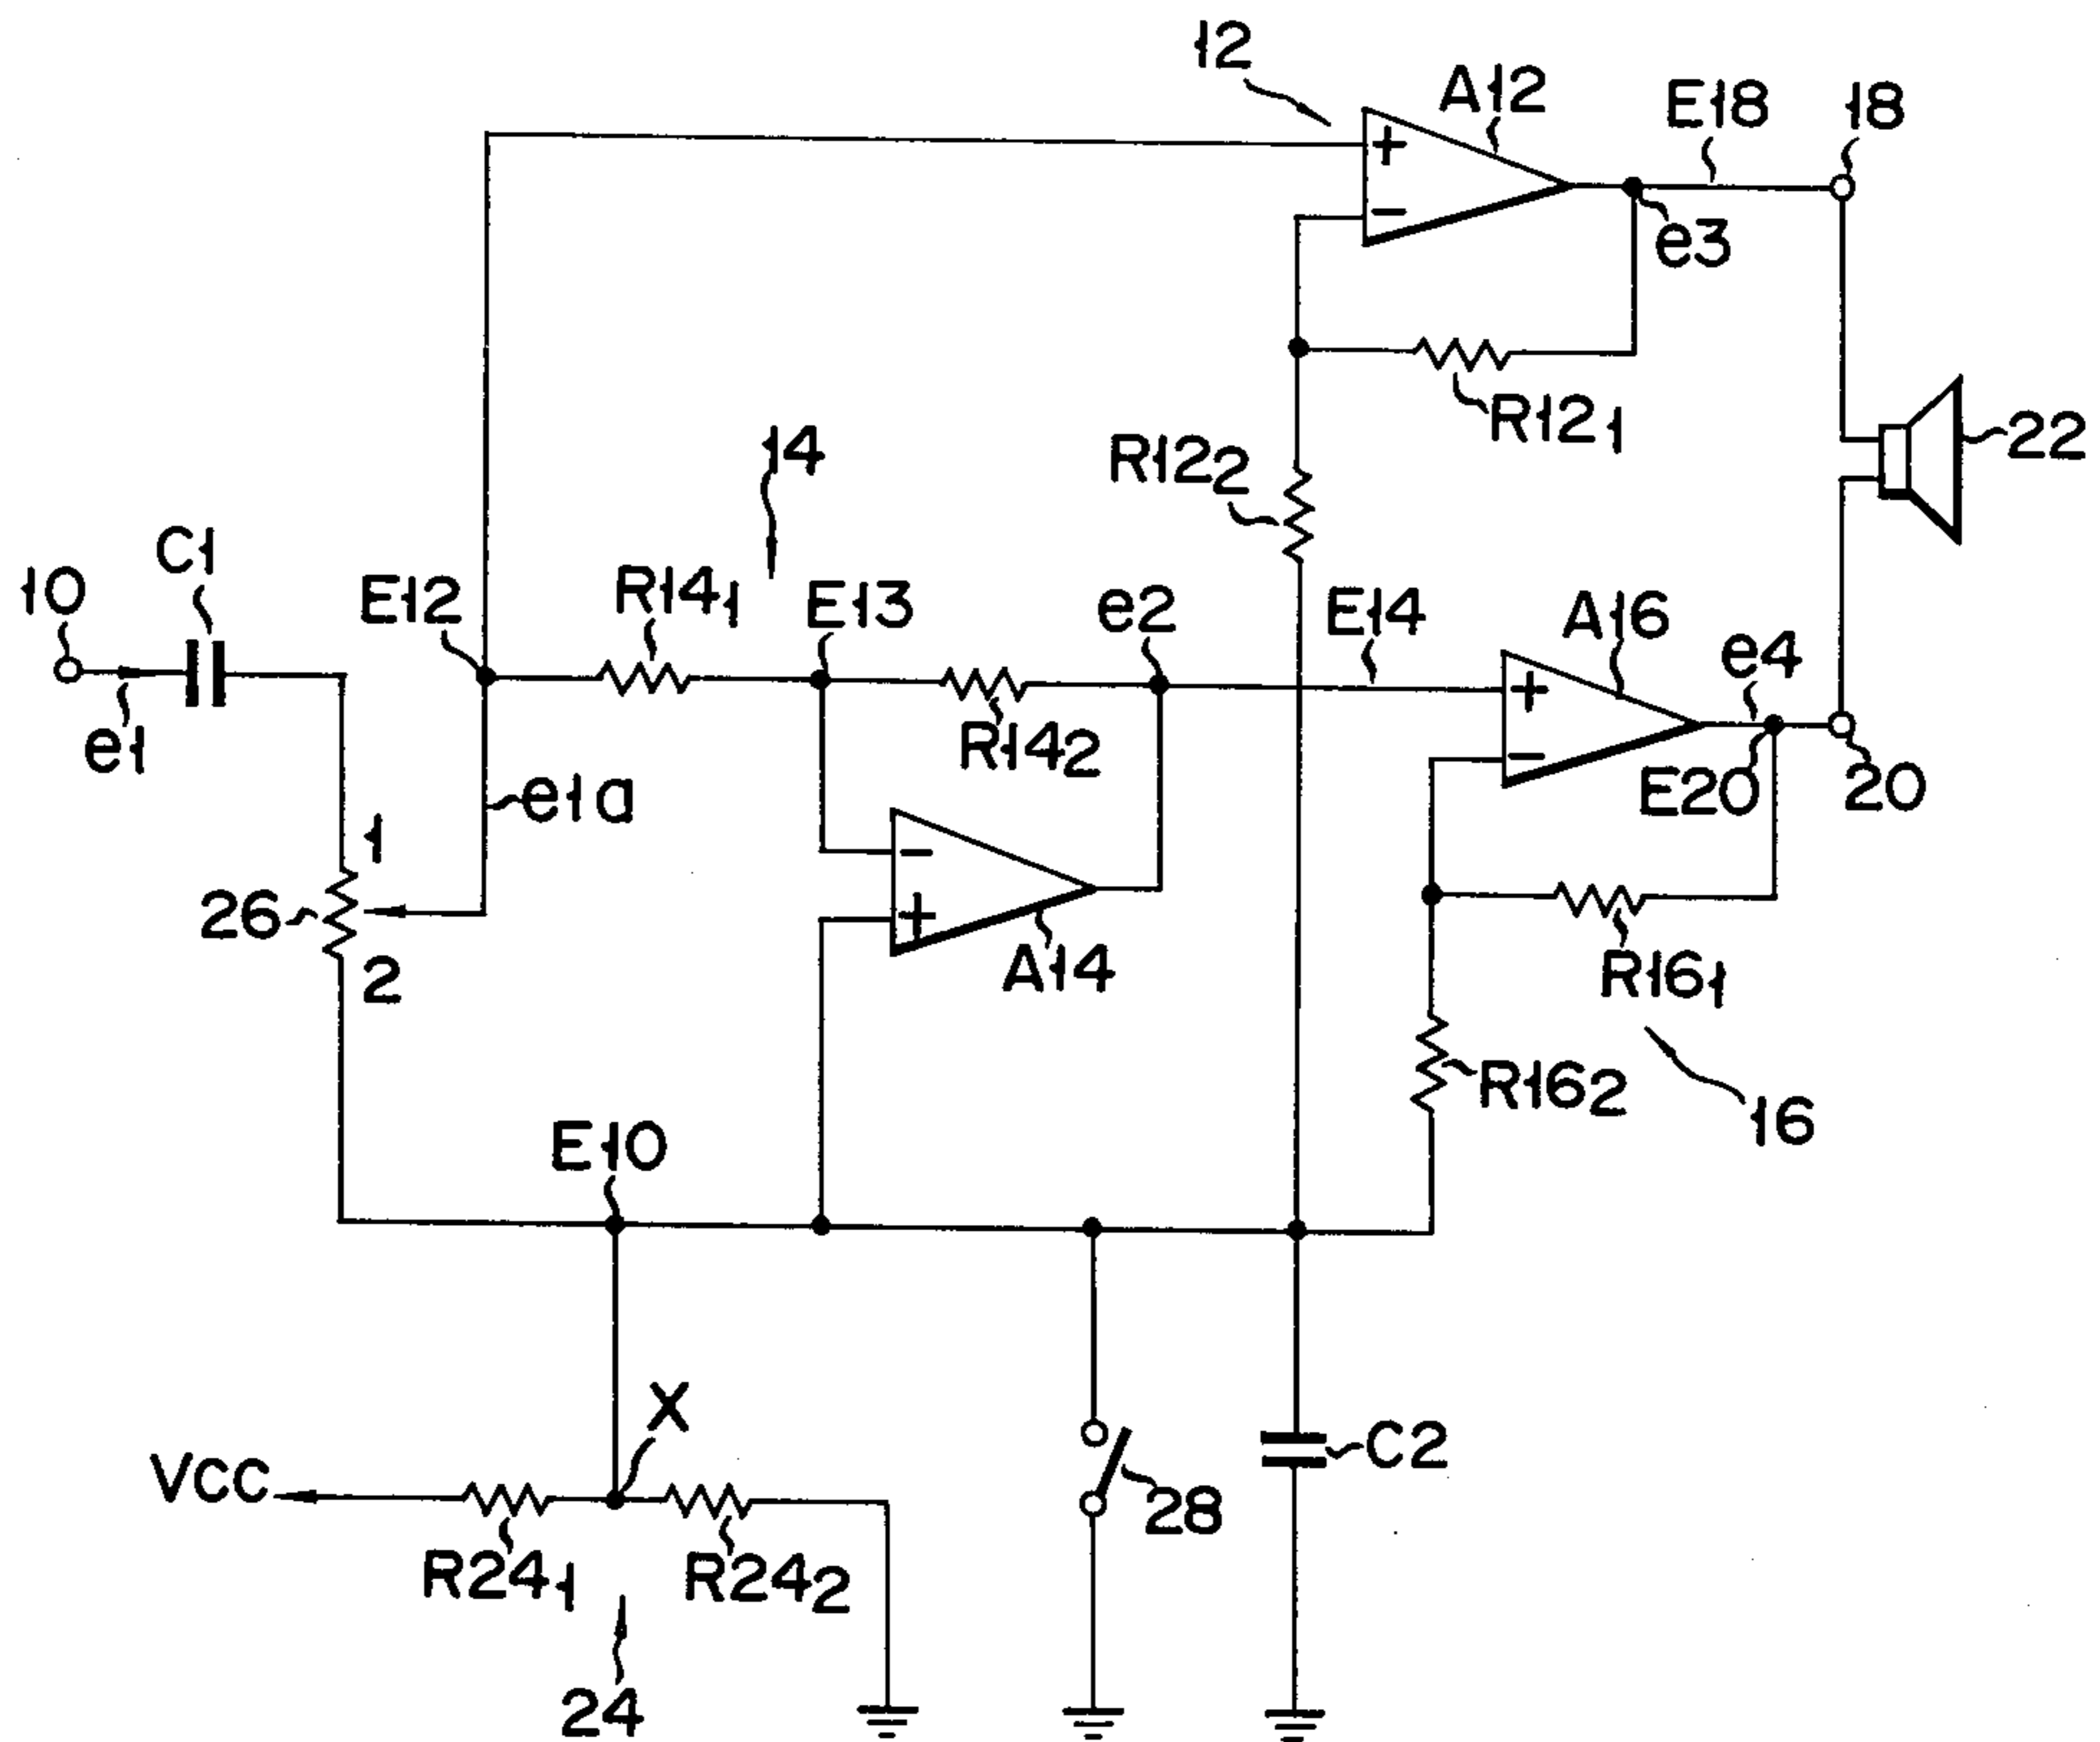 12
A12
E18
18
+
−
e3
R12₁
22
14
R12₂
C1
10
E12
R14₁
E13
e2
E14
A16
e4
+
−
e1
R14₂
E20
20
e1a
1
26
2
−
+
A14
R16₁
R16₂
16
E10
X
VCC
C2
28
R24₁
R24₂
24